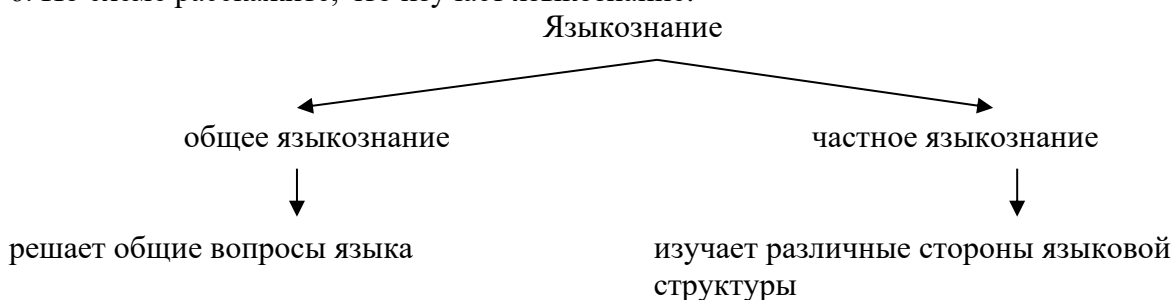 Языкознание
общее языкознание
частное языкознание
решает общие вопросы языка
изучает различные стороны языковой
структуры